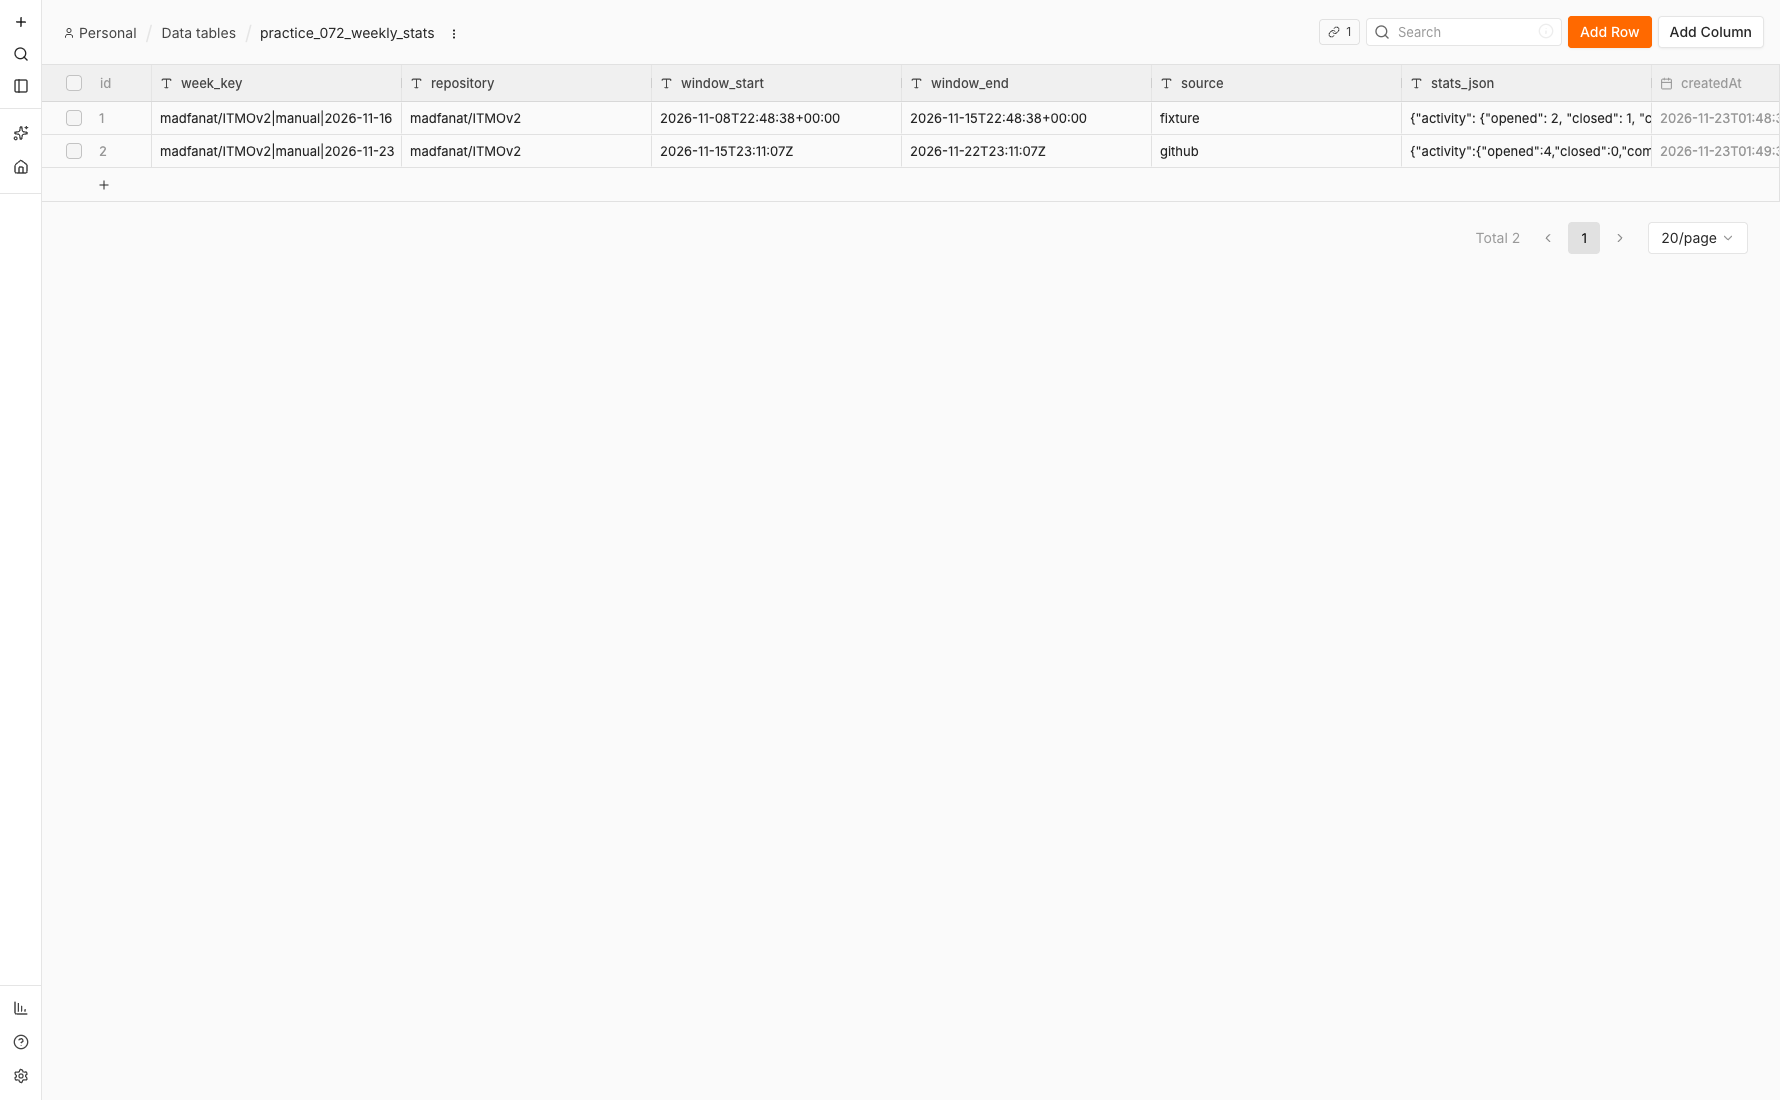 Personal / Data tables / practice_072_weekly_stats
1
Search
Add Row
Add Column
id week_key repository window_start window_end source stats_json createdAt
1 madfanat/ITMOv2|manual|2026-11-16 madfanat/ITMOv2 2026-11-08T22:48:38+00:00 2026-11-15T22:48:38+00:00 fixture {"activity": {"opened": 2, "closed": 1, "c 2026-11-23T01:48:3
2 madfanat/ITMOv2|manual|2026-11-23 madfanat/ITMOv2 2026-11-15T23:11:07Z 2026-11-22T23:11:07Z github {"activity":{"opened":4,"closed":0,"com 2026-11-23T01:49:3
Total 2
1
20/page